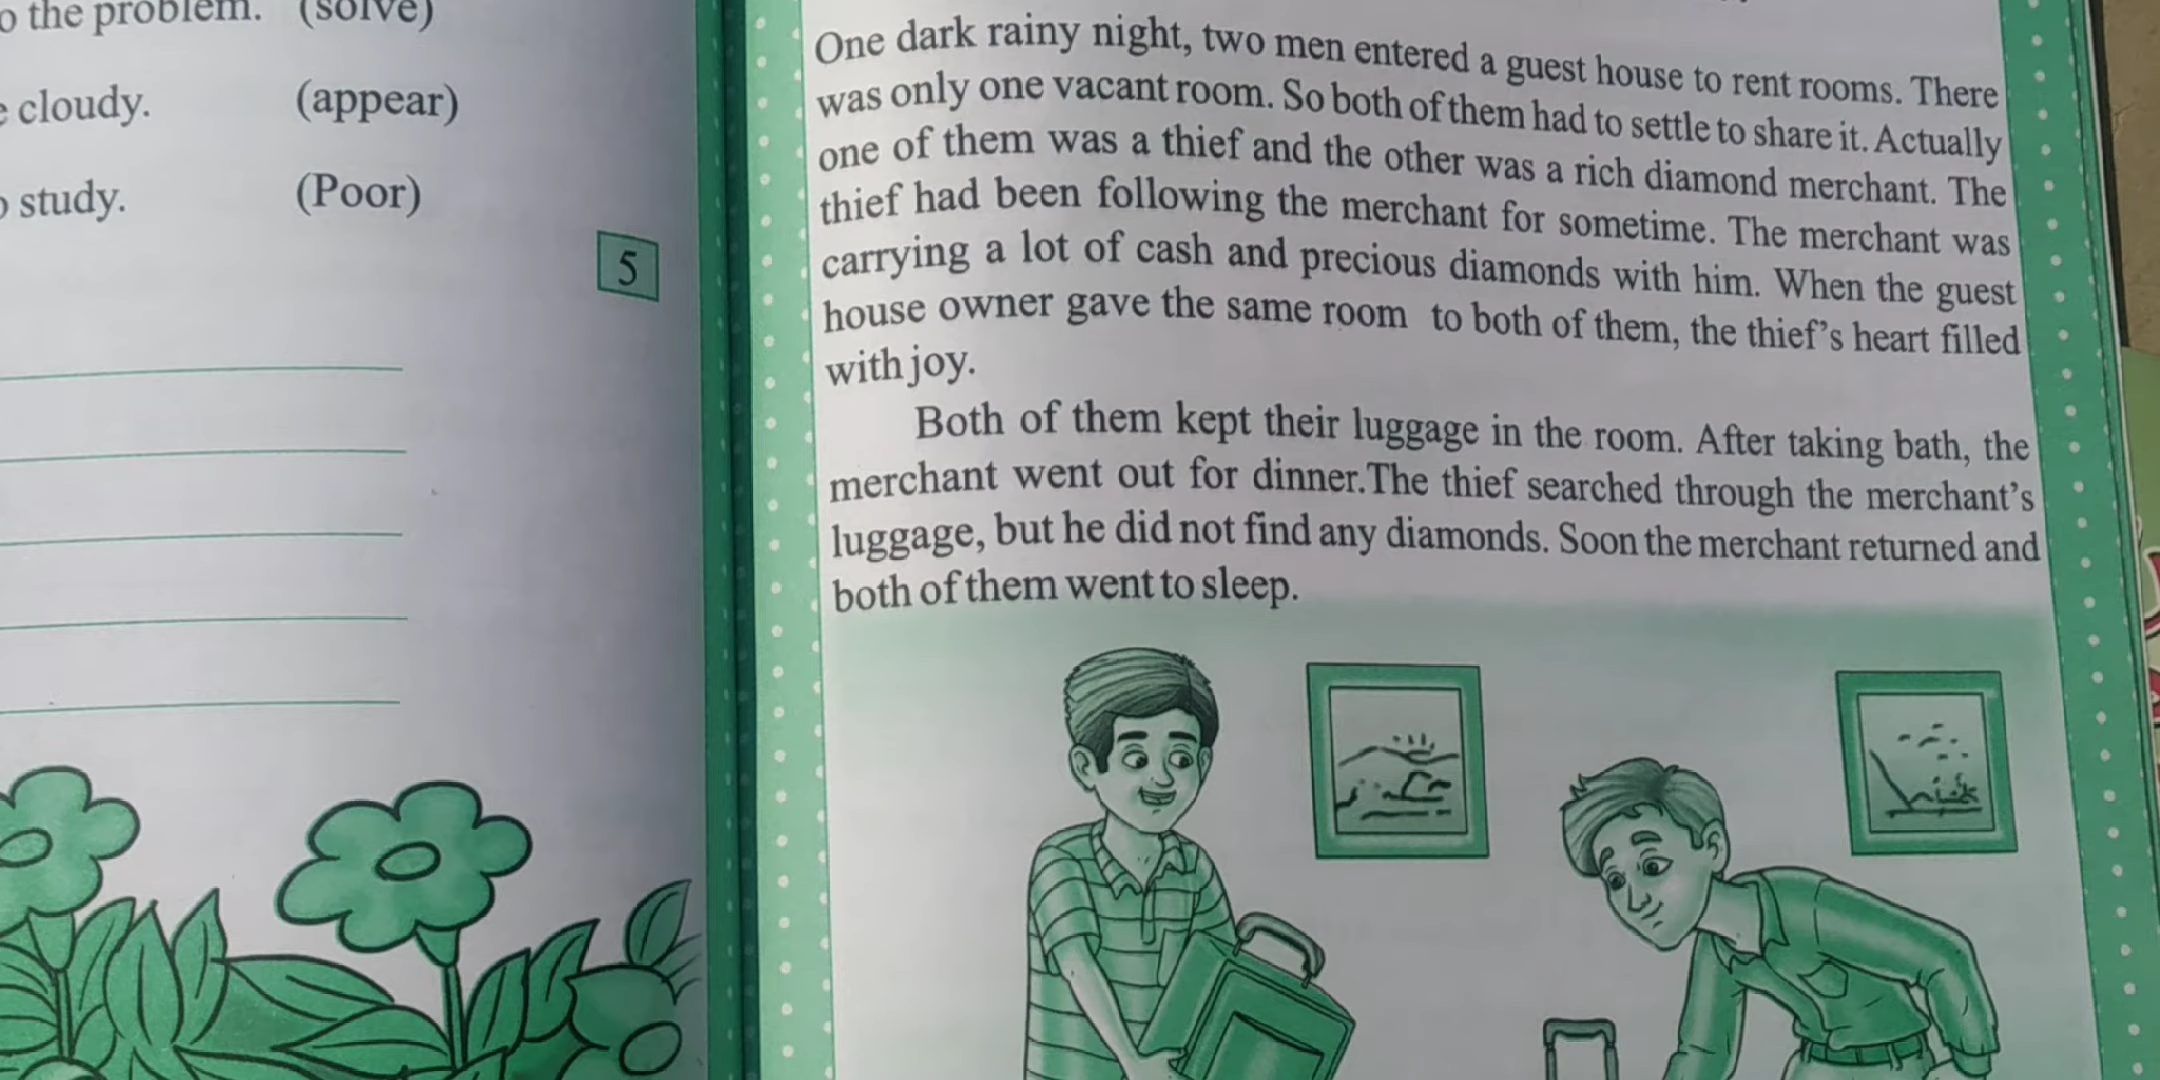 o the problem. (solve)
e cloudy. (appear)
o study. (Poor)
5
One dark rainy night, two men entered a guest house to rent rooms. There
was only one vacant room. So both of them had to settle to share it. Actually
one of them was a thief and the other was a rich diamond merchant. The
thief had been following the merchant for sometime. The merchant was
carrying a lot of cash and precious diamonds with him. When the guest
house owner gave the same room to both of them, the thief's heart filled
with joy.
Both of them kept their luggage in the room. After taking bath, the
merchant went out for dinner.The thief searched through the merchant's
luggage, but he did not find any diamonds. Soon the merchant returned and
both of them went to sleep.